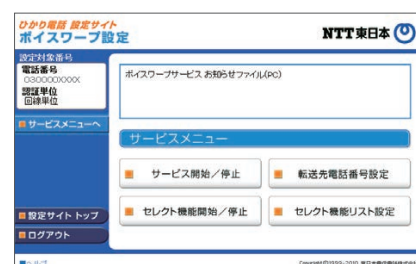 ひかり電話 設定サイト
ボイスワープ設定
NTT東日本
設定対象番号
電話番号
030000XXXX
認証単位
回線単位
サービスメニューへ
設定サイト トップ
ログアウト
ボイスワープサービス お知らせファイル(PC)
サービスメニュー
サービス開始／停止
転送先電話番号設定
セレクト機能開始／停止
セレクト機能リスト設定
ヘルプ